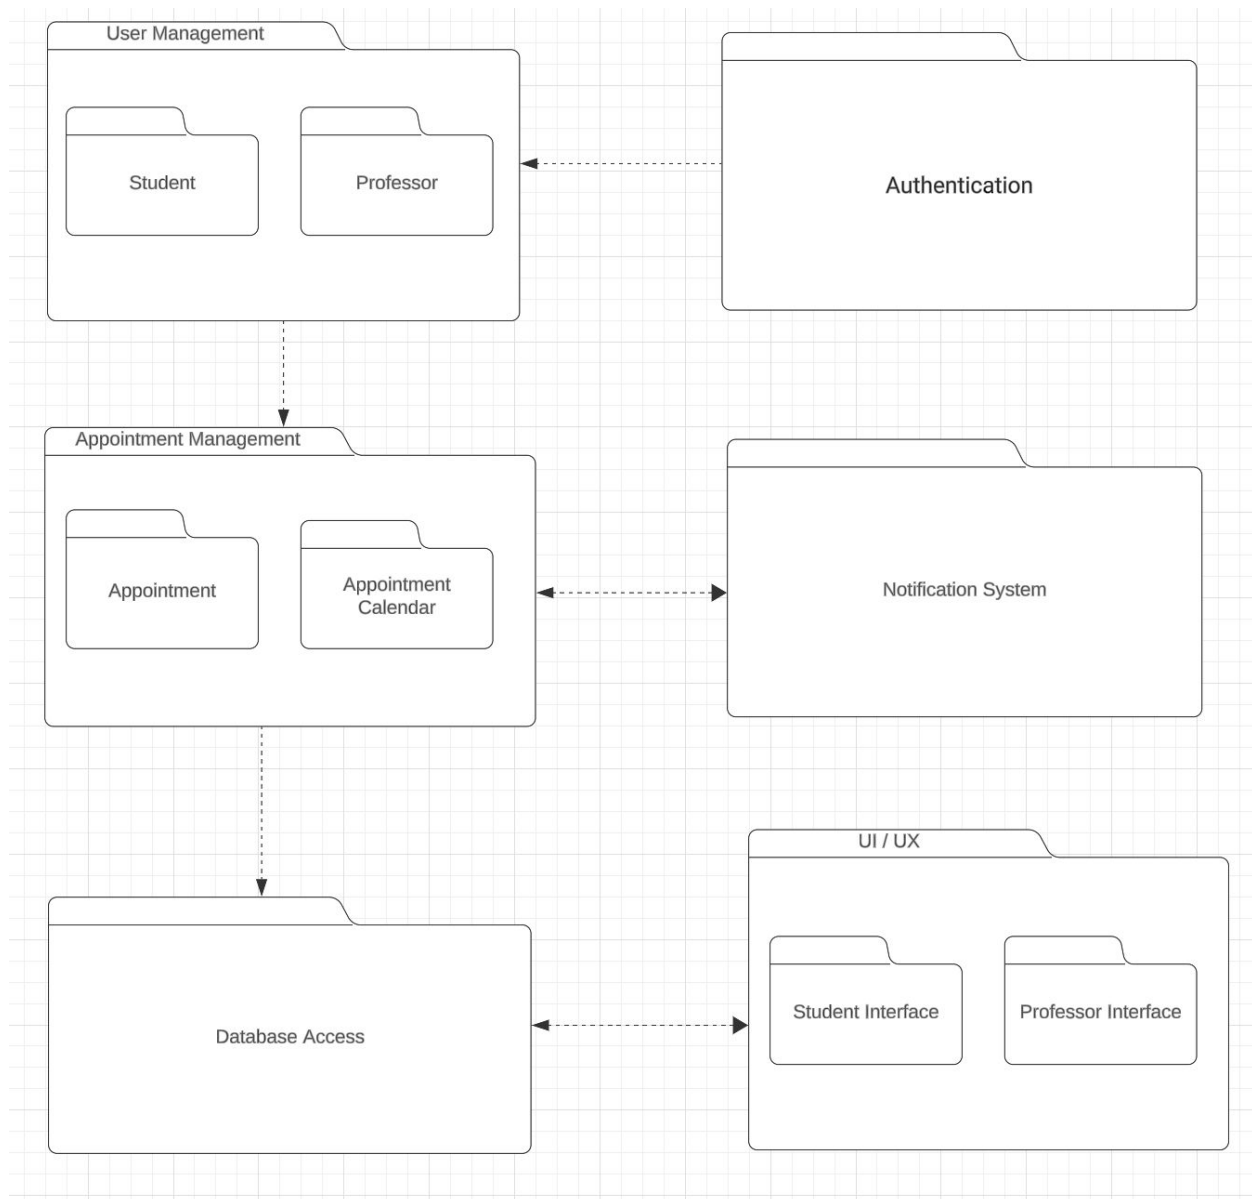 User Management
Student
Professor
Authentication
Appointment Management
Appointment
Appointment
Calendar
Notification System
UI / UX
Student Interface
Professor Interface
Database Access